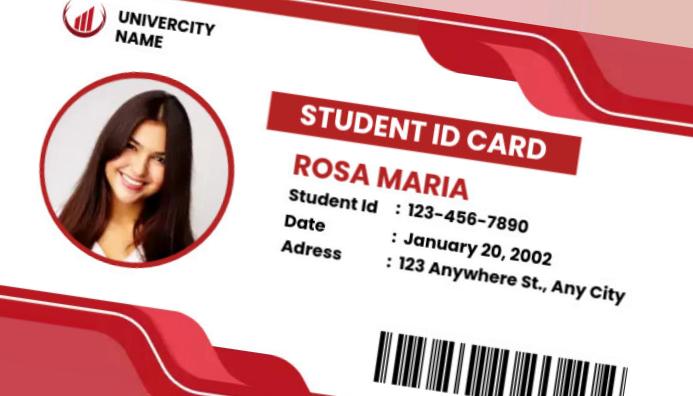 UNIVERCITY
NAME
STUDENT ID CARD
ROSA MARIA
Student Id : 123-456-7890
Date : January 20, 2002
Adress : 123 Anywhere St., Any City